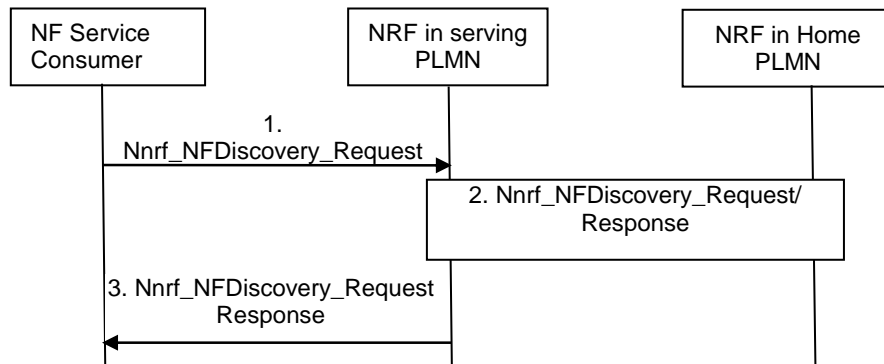 NF Service
Consumer
NRF in serving
PLMN
NRF in Home
PLMN
1.
Nnrf_NFDiscovery_Request
2. Nnrf_NFDiscovery_Request/
Response
3. Nnrf_NFDiscovery_Request
Response